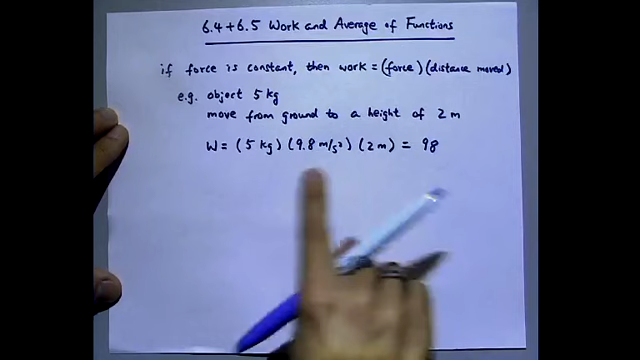 6.4+6.5 Work and Average of Functions
if force is constant, then work = (force)(distance moved)
e.g. object 5 kg
move from ground to a height of 2 m
W = (5 kg)(9.8 m/s²)(2 m) = 98